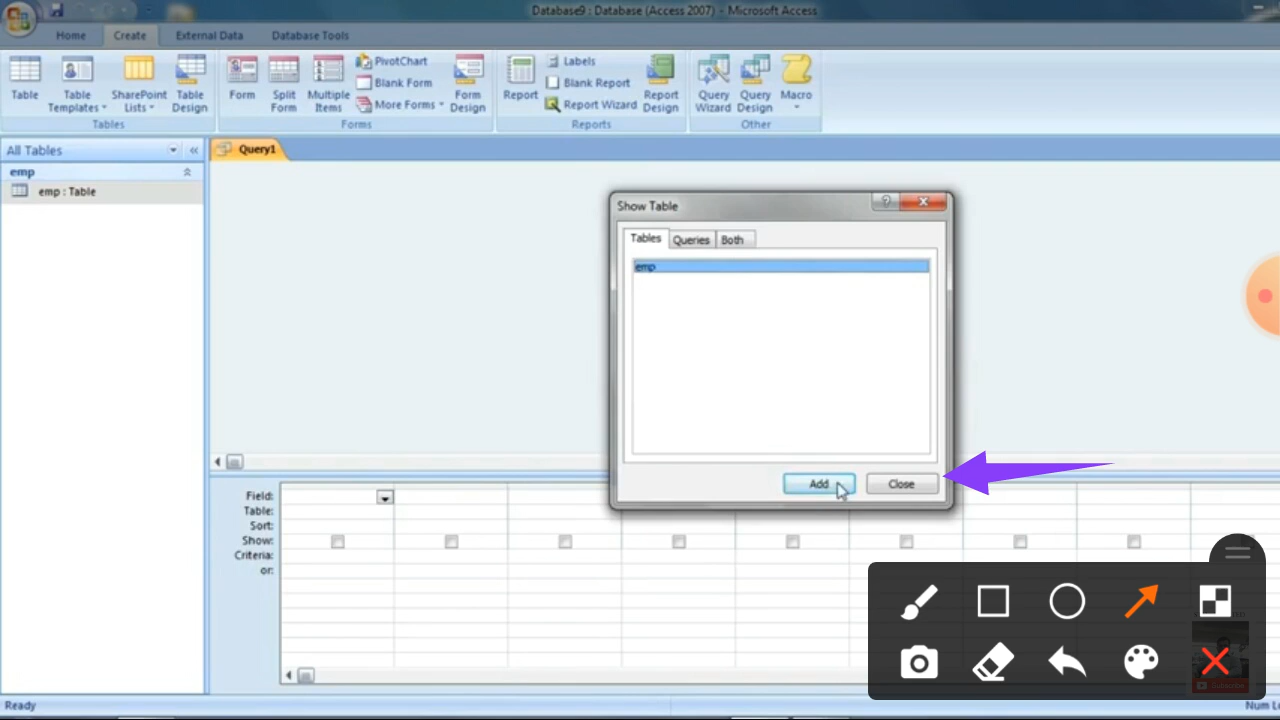 Database9 : Database (Access 2007) - Microsoft Access
Home Create External Data Database Tools
Table
Table Templates
SharePoint Lists
Table Design
Form
Split Form
Multiple Items
PivotChart
Blank Form
More Forms
Form Design
Report
Labels
Blank Report
Report Wizard
Report Design
Query Wizard
Query Design
Macro
Tables Forms Reports Other
All Tables
emp
emp : Table
Query1
Show Table
Tables Queries Both
emp
Add Close
Field:
Table:
Sort:
Show:
Criteria:
or:
Subscribe
Ready